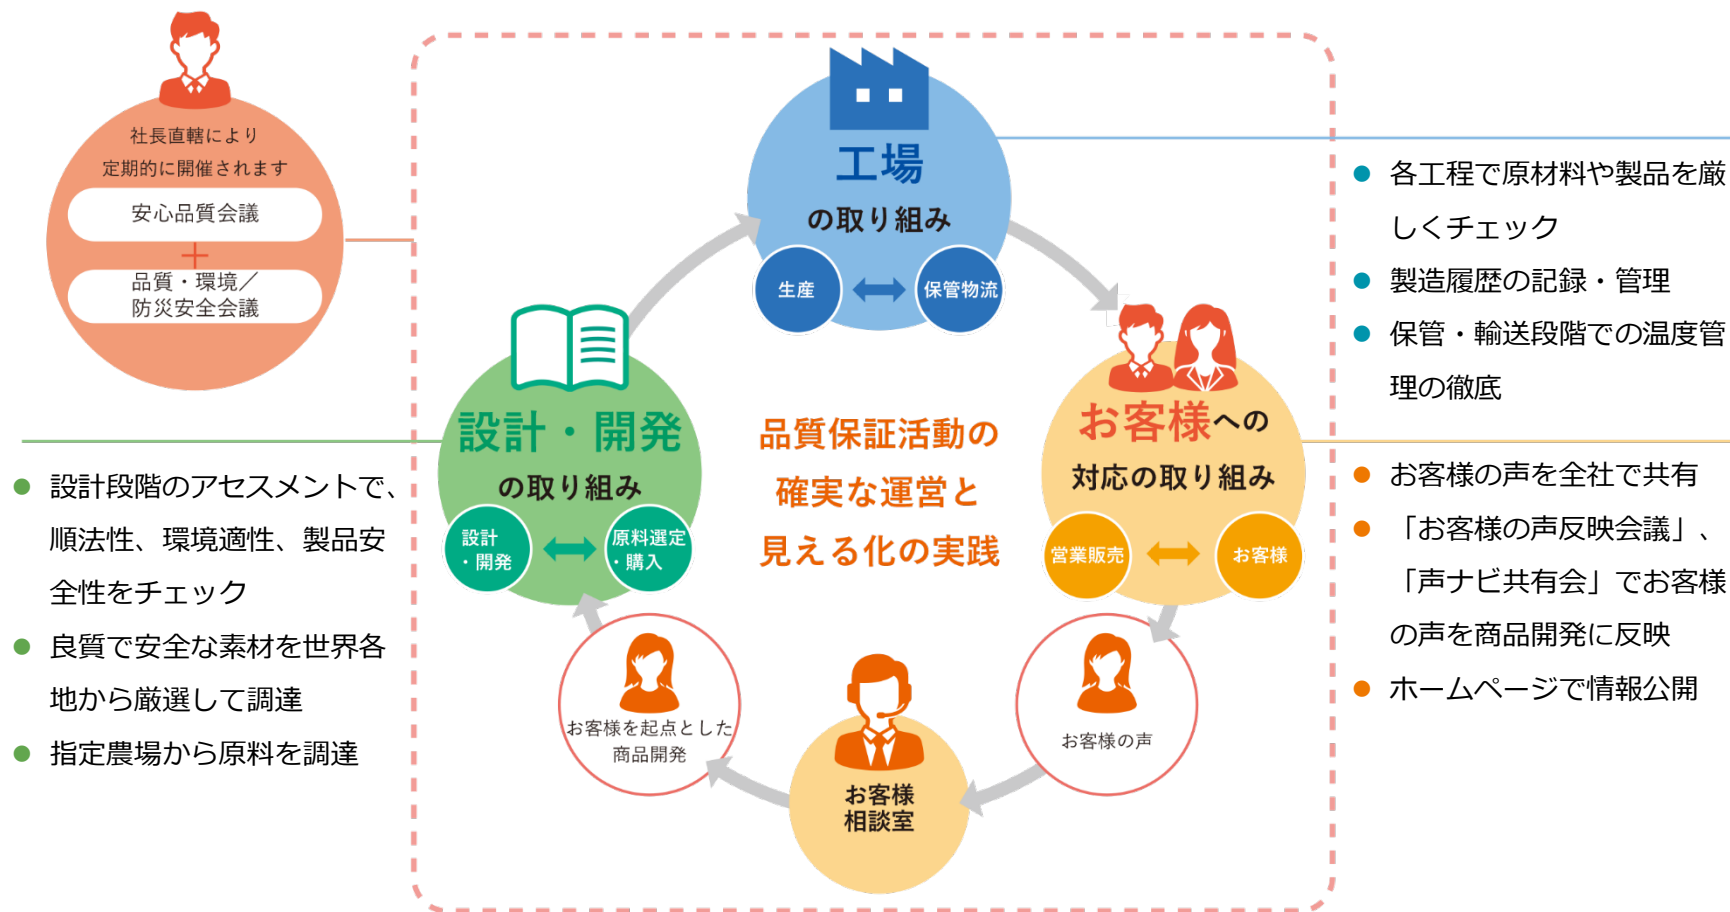 社長直轄により
定期的に開催されます
安心品質会議
品質・環境／
防災安全会議
工場
の取り組み
生産
保管物流
各工程で原材料や製品を厳
しくチェック
製造履歴の記録・管理
保管・輸送段階での温度管
理の徹底
設計・開発
の取り組み
設計
・開発
原料選定
・購入
設計段階のアセスメントで、
順法性、環境適性、製品安
全性をチェック
良質で安全な素材を世界各
地から厳選して調達
指定農場から原料を調達
品質保証活動の
確実な運営と
見える化の実践
お客様への
対応の取り組み
営業販売
お客様
お客様の声を全社で共有
「お客様の声反映会議」、
「声ナビ共有会」でお客様
の声を商品開発に反映
ホームページで情報公開
お客様の声
お客様
相談室
お客様を起点とした
商品開発